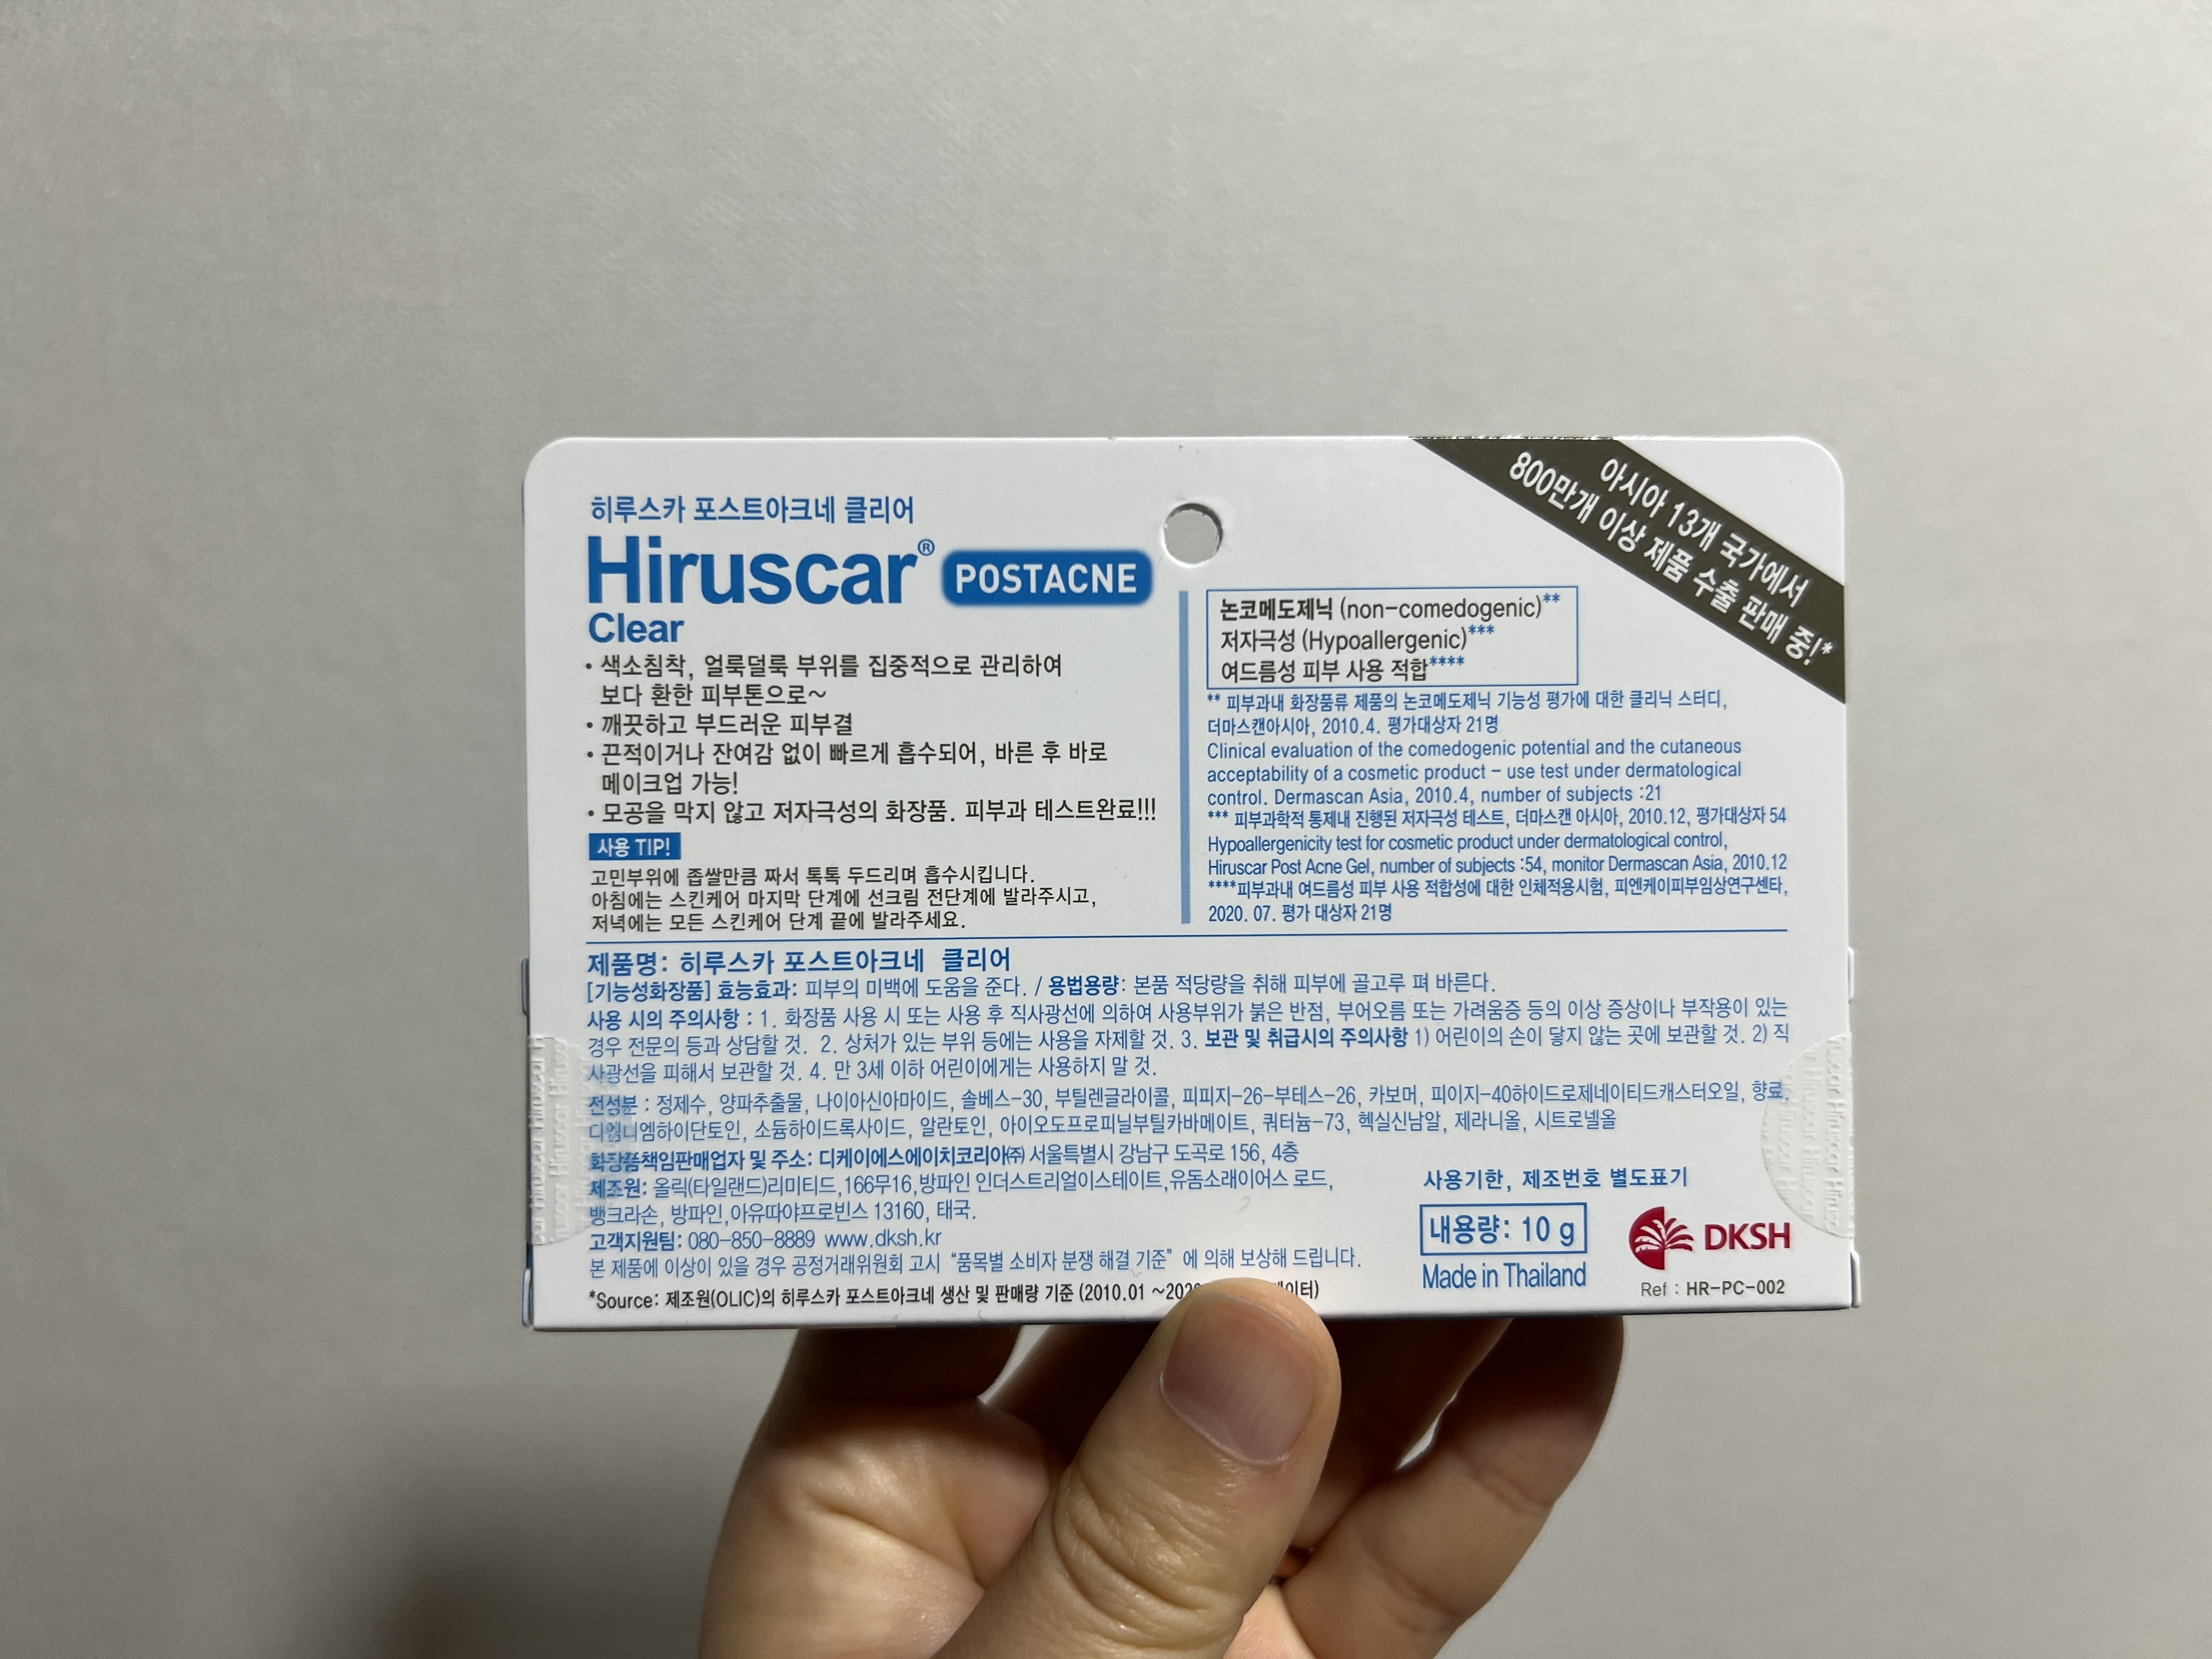 히루스카 포스트아크네 클리어
Hiruscar® POSTACNE
Clear
• 색소침착, 얼룩덜룩 부위를 집중적으로 관리하여
보다 환한 피부톤으로~
• 깨끗하고 부드러운 피부결
• 끈적이거나 잔여감 없이 빠르게 흡수되어, 바른 후 바로
메이크업 가능!
• 모공을 막지 않고 저자극성의 화장품. 피부과 테스트완료!!!
사용 TIP!
고민부위에 좁쌀만큼 짜서 톡톡 두드리며 흡수시킵니다.
아침에는 스킨케어 마지막 단계에 선크림 전단계에 발라주시고,
저녁에는 모든 스킨케어 단계 끝에 발라주세요.
아시아 13개 국가에서
800만개 이상 제품 수출 판매 중!*
논코메도제닉 (non-comedogenic)**
저자극성 (Hypoallergenic)***
여드름성 피부 사용 적합****
** 피부과내 화장품류 제품의 논코메도제닉 기능성 평가에 대한 클리닉 스터디,
더마스캔아시아, 2010.4. 평가대상자 21명
Clinical evaluation of the comedogenic potential and the cutaneous
acceptability of a cosmetic product – use test under dermatological
control. Dermascan Asia, 2010.4, number of subjects :21
*** 피부과학적 통제내 진행된 저자극성 테스트, 더마스캔 아시아, 2010.12, 평가대상자 54
Hypoallergenicity test for cosmetic product under dermatological control,
Hiruscar Post Acne Gel, number of subjects :54, monitor Dermascan Asia, 2010.12
****피부과내 여드름성 피부 사용 적합성에 대한 인체적용시험, 피엔케이피부임상연구센타,
2020. 07. 평가 대상자 21명
제품명: 히루스카 포스트아크네 클리어
[기능성화장품] 효능효과: 피부의 미백에 도움을 준다. / 용법용량: 본품 적당량을 취해 피부에 골고루 펴 바른다.
사용 시의 주의사항 : 1. 화장품 사용 시 또는 사용 후 직사광선에 의하여 사용부위가 붉은 반점, 부어오름 또는 가려움증 등의 이상 증상이나 부작용이 있는
경우 전문의 등과 상담할 것. 2. 상처가 있는 부위 등에는 사용을 자제할 것. 3. 보관 및 취급시의 주의사항 1) 어린이의 손이 닿지 않는 곳에 보관할 것. 2) 직
사광선을 피해서 보관할 것. 4. 만 3세 이하 어린이에게는 사용하지 말 것.
전성분 : 정제수, 양파추출물, 나이아신아마이드, 솔베스-30, 부틸렌글라이콜, 피피지-26-부테스-26, 카보머, 피이지-40하이드로제네이티드캐스터오일, 향료,
디엠디엠하이단토인, 소듐하이드록사이드, 알란토인, 아이오도프로피닐부틸카바메이트, 쿼터늄-73, 헥실신남알, 제라니올, 시트로넬올
화장품책임판매업자 및 주소: 디케이에스에이치코리아㈜ 서울특별시 강남구 도곡로 156, 4층
제조원: 올릭(타일랜드)리미티드,166무16,방파인 인더스트리얼이스테이트,유돔소래이어스 로드,
뱅크라손, 방파인,아유따야프로빈스 13160, 태국.
고객지원팀: 080-850-8889 www.dksh.kr
본 제품에 이상이 있을 경우 공정거래위원회 고시 “품목별 소비자 분쟁 해결 기준” 에 의해 보상해 드립니다.
*Source: 제조원(OLIC)의 히루스카 포스트아크네 생산 및 판매량 기준 (2010.01 ~
사용기한, 제조번호 별도표기
내용량: 10 g
Made in Thailand
DKSH
Ref : HR-PC-002